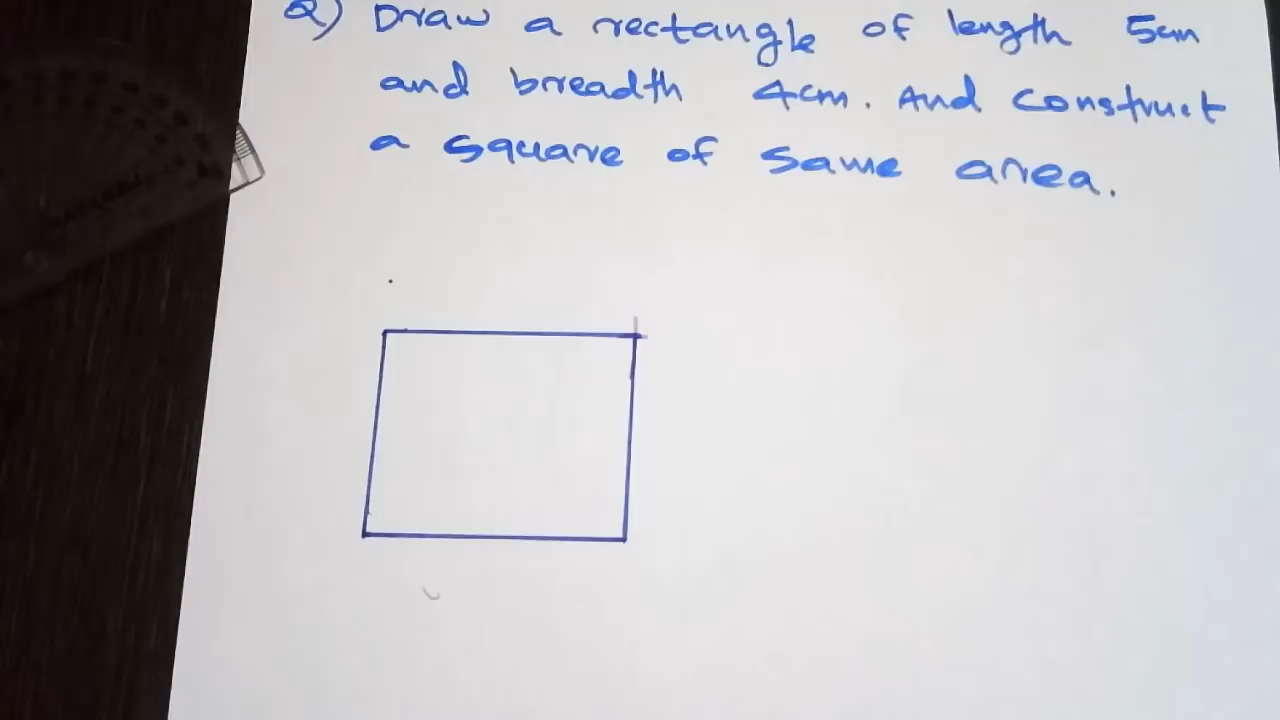 Q) Draw a rectangle of length 5cm
and breadth 4cm. And construct
a square of same area.